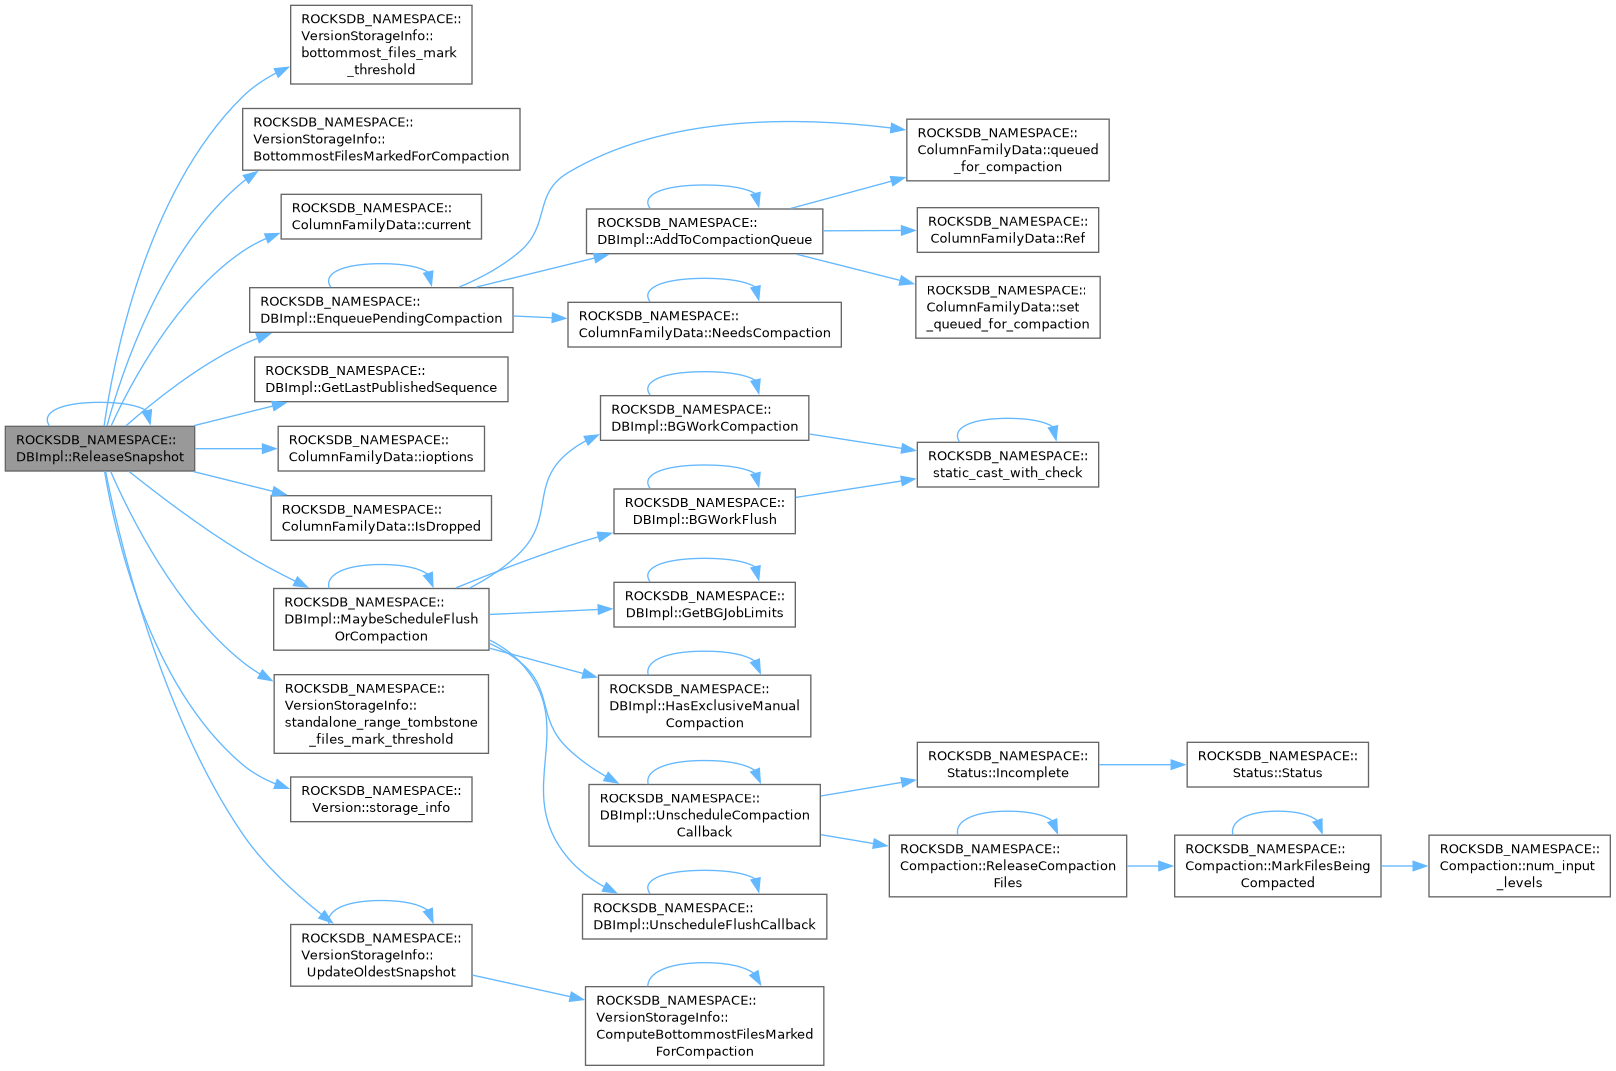 ROCKSDB_NAMESPACE::
DBImpl::ReleaseSnapshot
ROCKSDB_NAMESPACE::
VersionStorageInfo::
bottommost_files_mark
_threshold
ROCKSDB_NAMESPACE::
VersionStorageInfo::
BottommostFilesMarkedForCompaction
ROCKSDB_NAMESPACE::
ColumnFamilyData::current
ROCKSDB_NAMESPACE::
DBImpl::EnqueuePendingCompaction
ROCKSDB_NAMESPACE::
DBImpl::GetLastPublishedSequence
ROCKSDB_NAMESPACE::
ColumnFamilyData::ioptions
ROCKSDB_NAMESPACE::
ColumnFamilyData::IsDropped
ROCKSDB_NAMESPACE::
DBImpl::MaybeScheduleFlush
OrCompaction
ROCKSDB_NAMESPACE::
VersionStorageInfo::
standalone_range_tombstone
_files_mark_threshold
ROCKSDB_NAMESPACE::
Version::storage_info
ROCKSDB_NAMESPACE::
VersionStorageInfo::
UpdateOldestSnapshot
ROCKSDB_NAMESPACE::
DBImpl::AddToCompactionQueue
ROCKSDB_NAMESPACE::
ColumnFamilyData::NeedsCompaction
ROCKSDB_NAMESPACE::
DBImpl::BGWorkCompaction
ROCKSDB_NAMESPACE::
DBImpl::BGWorkFlush
ROCKSDB_NAMESPACE::
DBImpl::GetBGJobLimits
ROCKSDB_NAMESPACE::
DBImpl::HasExclusiveManual
Compaction
ROCKSDB_NAMESPACE::
DBImpl::UnscheduleCompaction
Callback
ROCKSDB_NAMESPACE::
DBImpl::UnscheduleFlushCallback
ROCKSDB_NAMESPACE::
VersionStorageInfo::
ComputeBottommostFilesMarked
ForCompaction
ROCKSDB_NAMESPACE::
ColumnFamilyData::queued
_for_compaction
ROCKSDB_NAMESPACE::
ColumnFamilyData::Ref
ROCKSDB_NAMESPACE::
ColumnFamilyData::set
_queued_for_compaction
ROCKSDB_NAMESPACE::
static_cast_with_check
ROCKSDB_NAMESPACE::
Status::Incomplete
ROCKSDB_NAMESPACE::
Compaction::ReleaseCompaction
Files
ROCKSDB_NAMESPACE::
Status::Status
ROCKSDB_NAMESPACE::
Compaction::MarkFilesBeing
Compacted
ROCKSDB_NAMESPACE::
Compaction::num_input
_levels